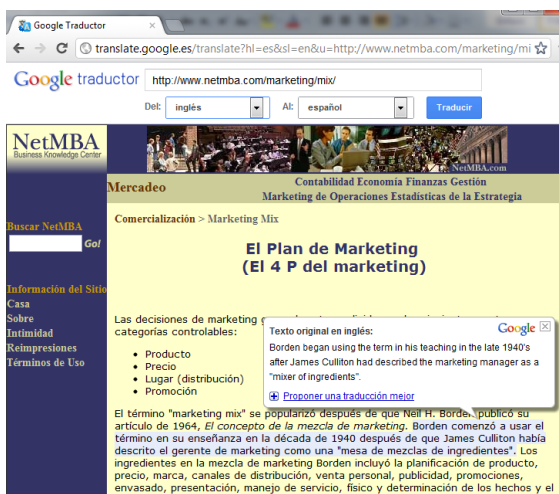 Google Traductor
translate.google.es/translate?hl=es&sl=en&u=http://www.netmba.com/marketing/mi
Google traductor http://www.netmba.com/marketing/mix/
Del: inglés Al: español Traducir
NetMBA
Business Knowledge Center
NetMBA.com
Mercadeo
Contabilidad Economía Finanzas Gestión
Marketing de Operaciones Estadísticas de la Estrategia
Buscar NetMBA
Go!
Información del Sitio
Casa
Sobre
Intimidad
Reimpresiones
Términos de Uso
Comercialización > Marketing Mix
El Plan de Marketing
(El 4 P del marketing)
Las decisiones de marketing
categorías controlables:
• Producto
• Precio
• Lugar (distribución)
• Promoción
Texto original en inglés:
Google
Borden began using the term in his teaching in the late 1940's
after James Culliton had described the marketing manager as a
"mixer of ingredients".
Proponer una traducción mejor
El término "marketing mix" se popularizó después de que Neil H. Borden publicó su
artículo de 1964, El concepto de la mezcla de marketing. Borden comenzó a usar el
término en su enseñanza en la década de 1940 después de que James Culliton había
descrito el gerente de marketing como una "mesa de mezclas de ingredientes". Los
ingredientes en la mezcla de marketing Borden incluyó la planificación de producto,
precio, marca, canales de distribución, venta personal, publicidad, promociones,
envasado, presentación, manejo de servicio, físico y determinación de los hechos y el